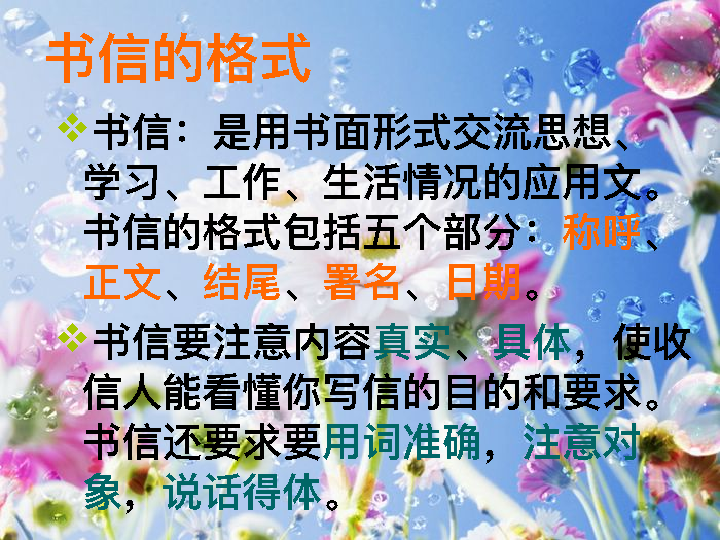 书信的格式
书信：是用书面形式交流思想、
学习、工作、生活情况的应用文。
书信的格式包括五个部分：称呼、
正文、结尾、署名、日期。
书信要注意内容真实、具体，使收
信人能看懂你写信的目的和要求。
书信还要求要用词准确，注意对
象，说话得体。